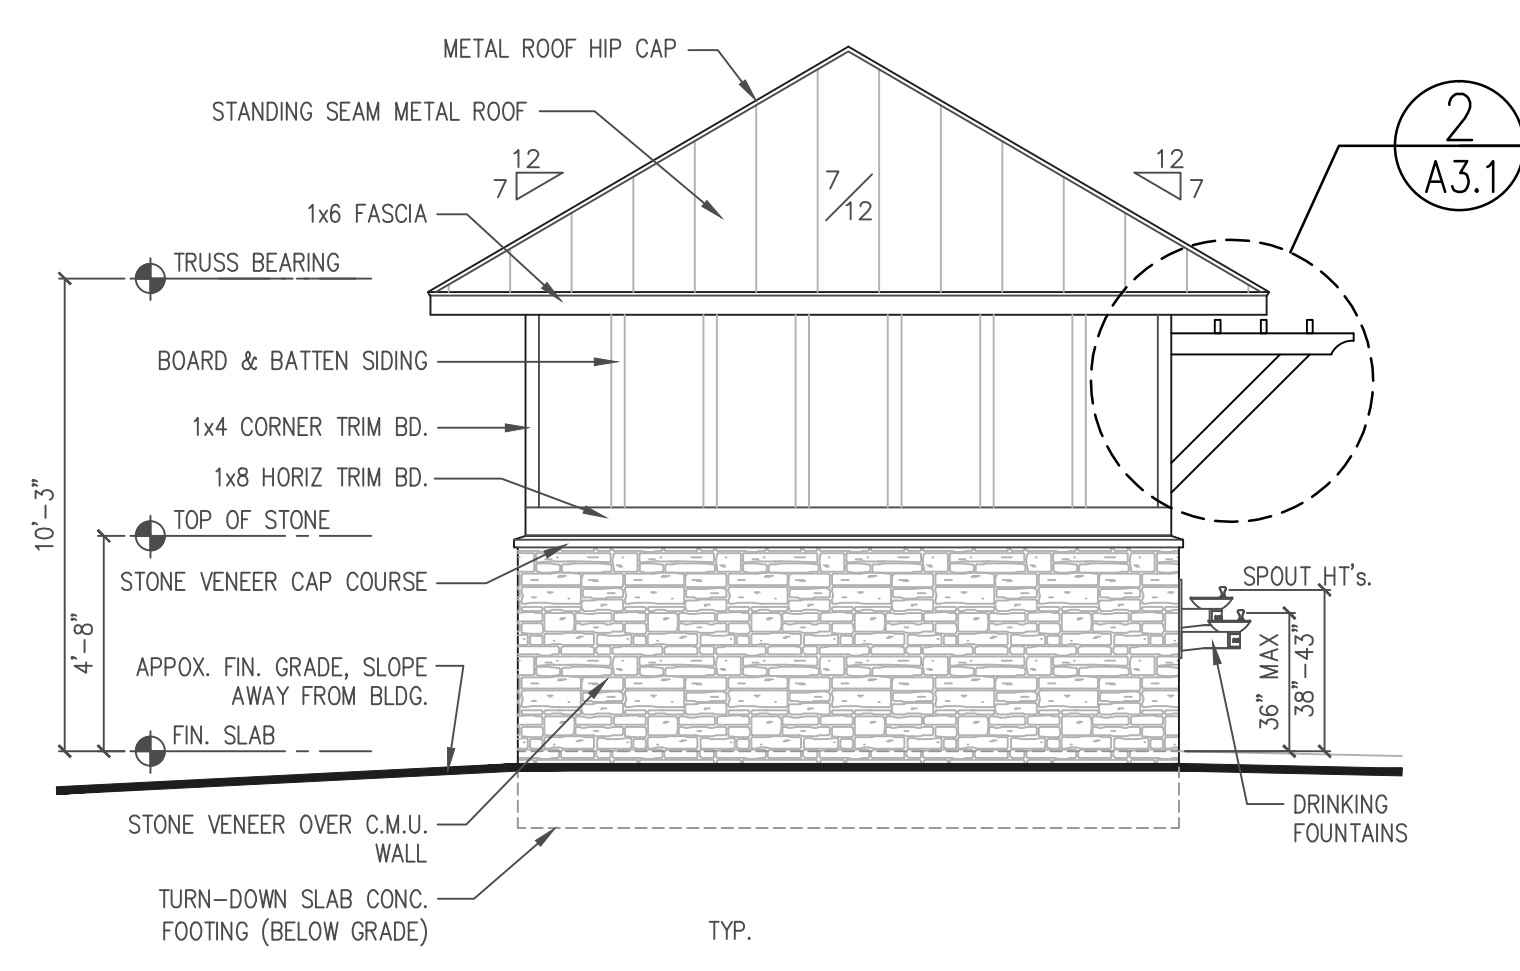 METAL ROOF HIP CAP
STANDING SEAM METAL ROOF
2
A3.1
12
7
7
12
12
7
1x6 FASCIA
TRUSS BEARING
BOARD & BATTEN SIDING
1x4 CORNER TRIM BD.
1x8 HORIZ TRIM BD.
10'-3"
TOP OF STONE
STONE VENEER CAP COURSE
SPOUT HT's.
4'-8"
36" MAX
38"-43"
APPOX. FIN. GRADE, SLOPE
AWAY FROM BLDG.
FIN. SLAB
DRINKING
FOUNTAINS
STONE VENEER OVER C.M.U.
WALL
TURN-DOWN SLAB CONC.
FOOTING (BELOW GRADE)
TYP.